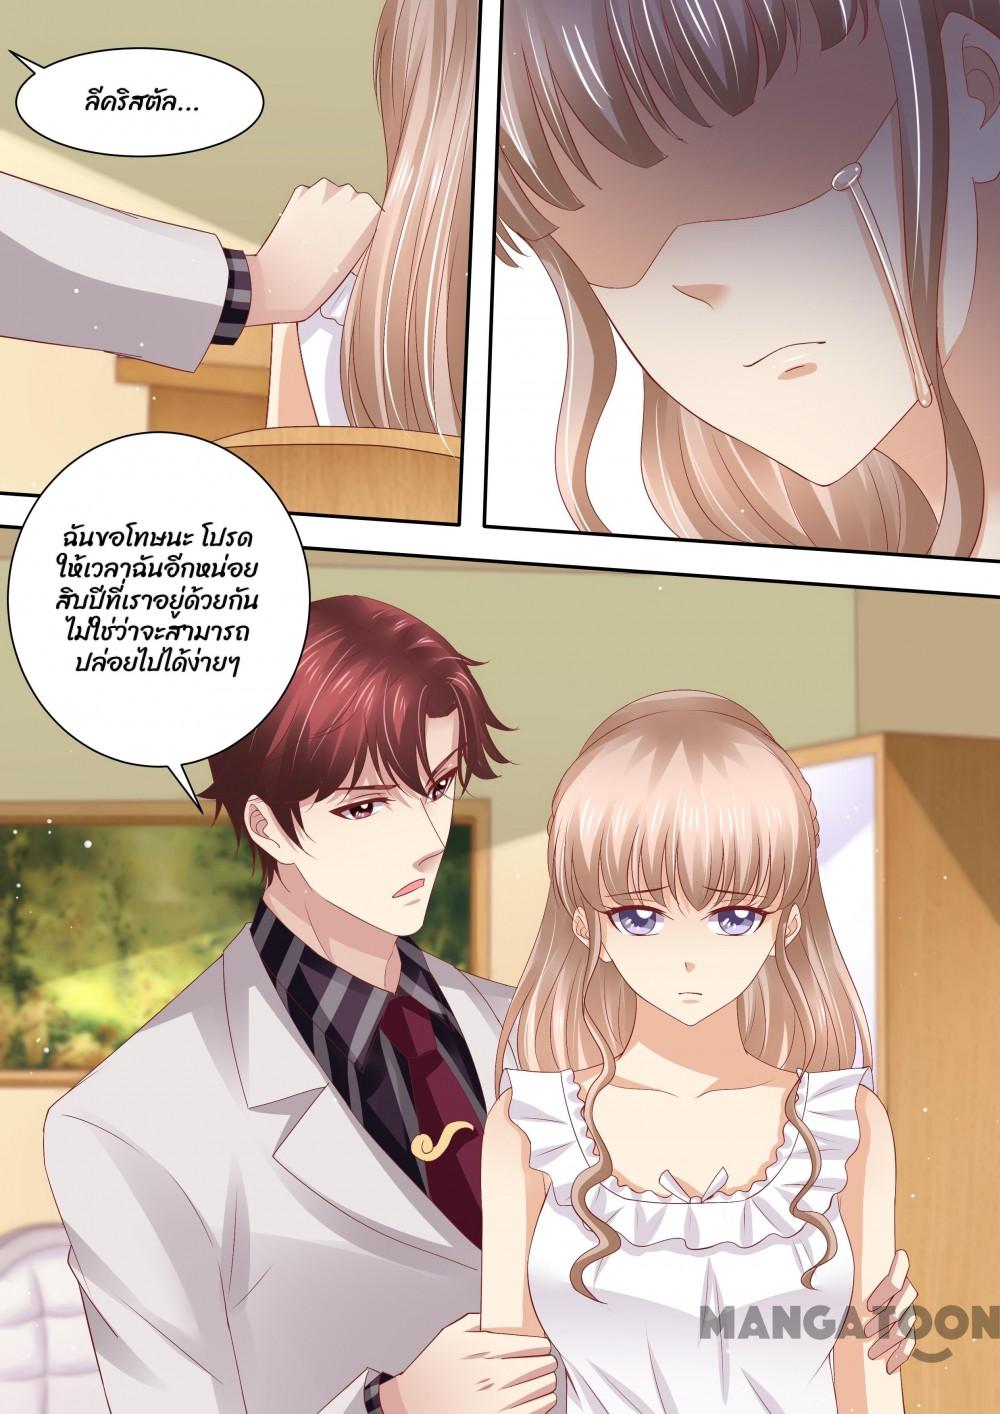 ลีคริสตัล...
ฉันขอโทษนะ โปรด
ให้เวลาฉันอีกหน่อย
สิบปีที่เราอยู่ด้วยกัน
ไม่ใช่ว่าจะสามารถ
ปล่อยไปได้ง่ายๆ
MANGATOON